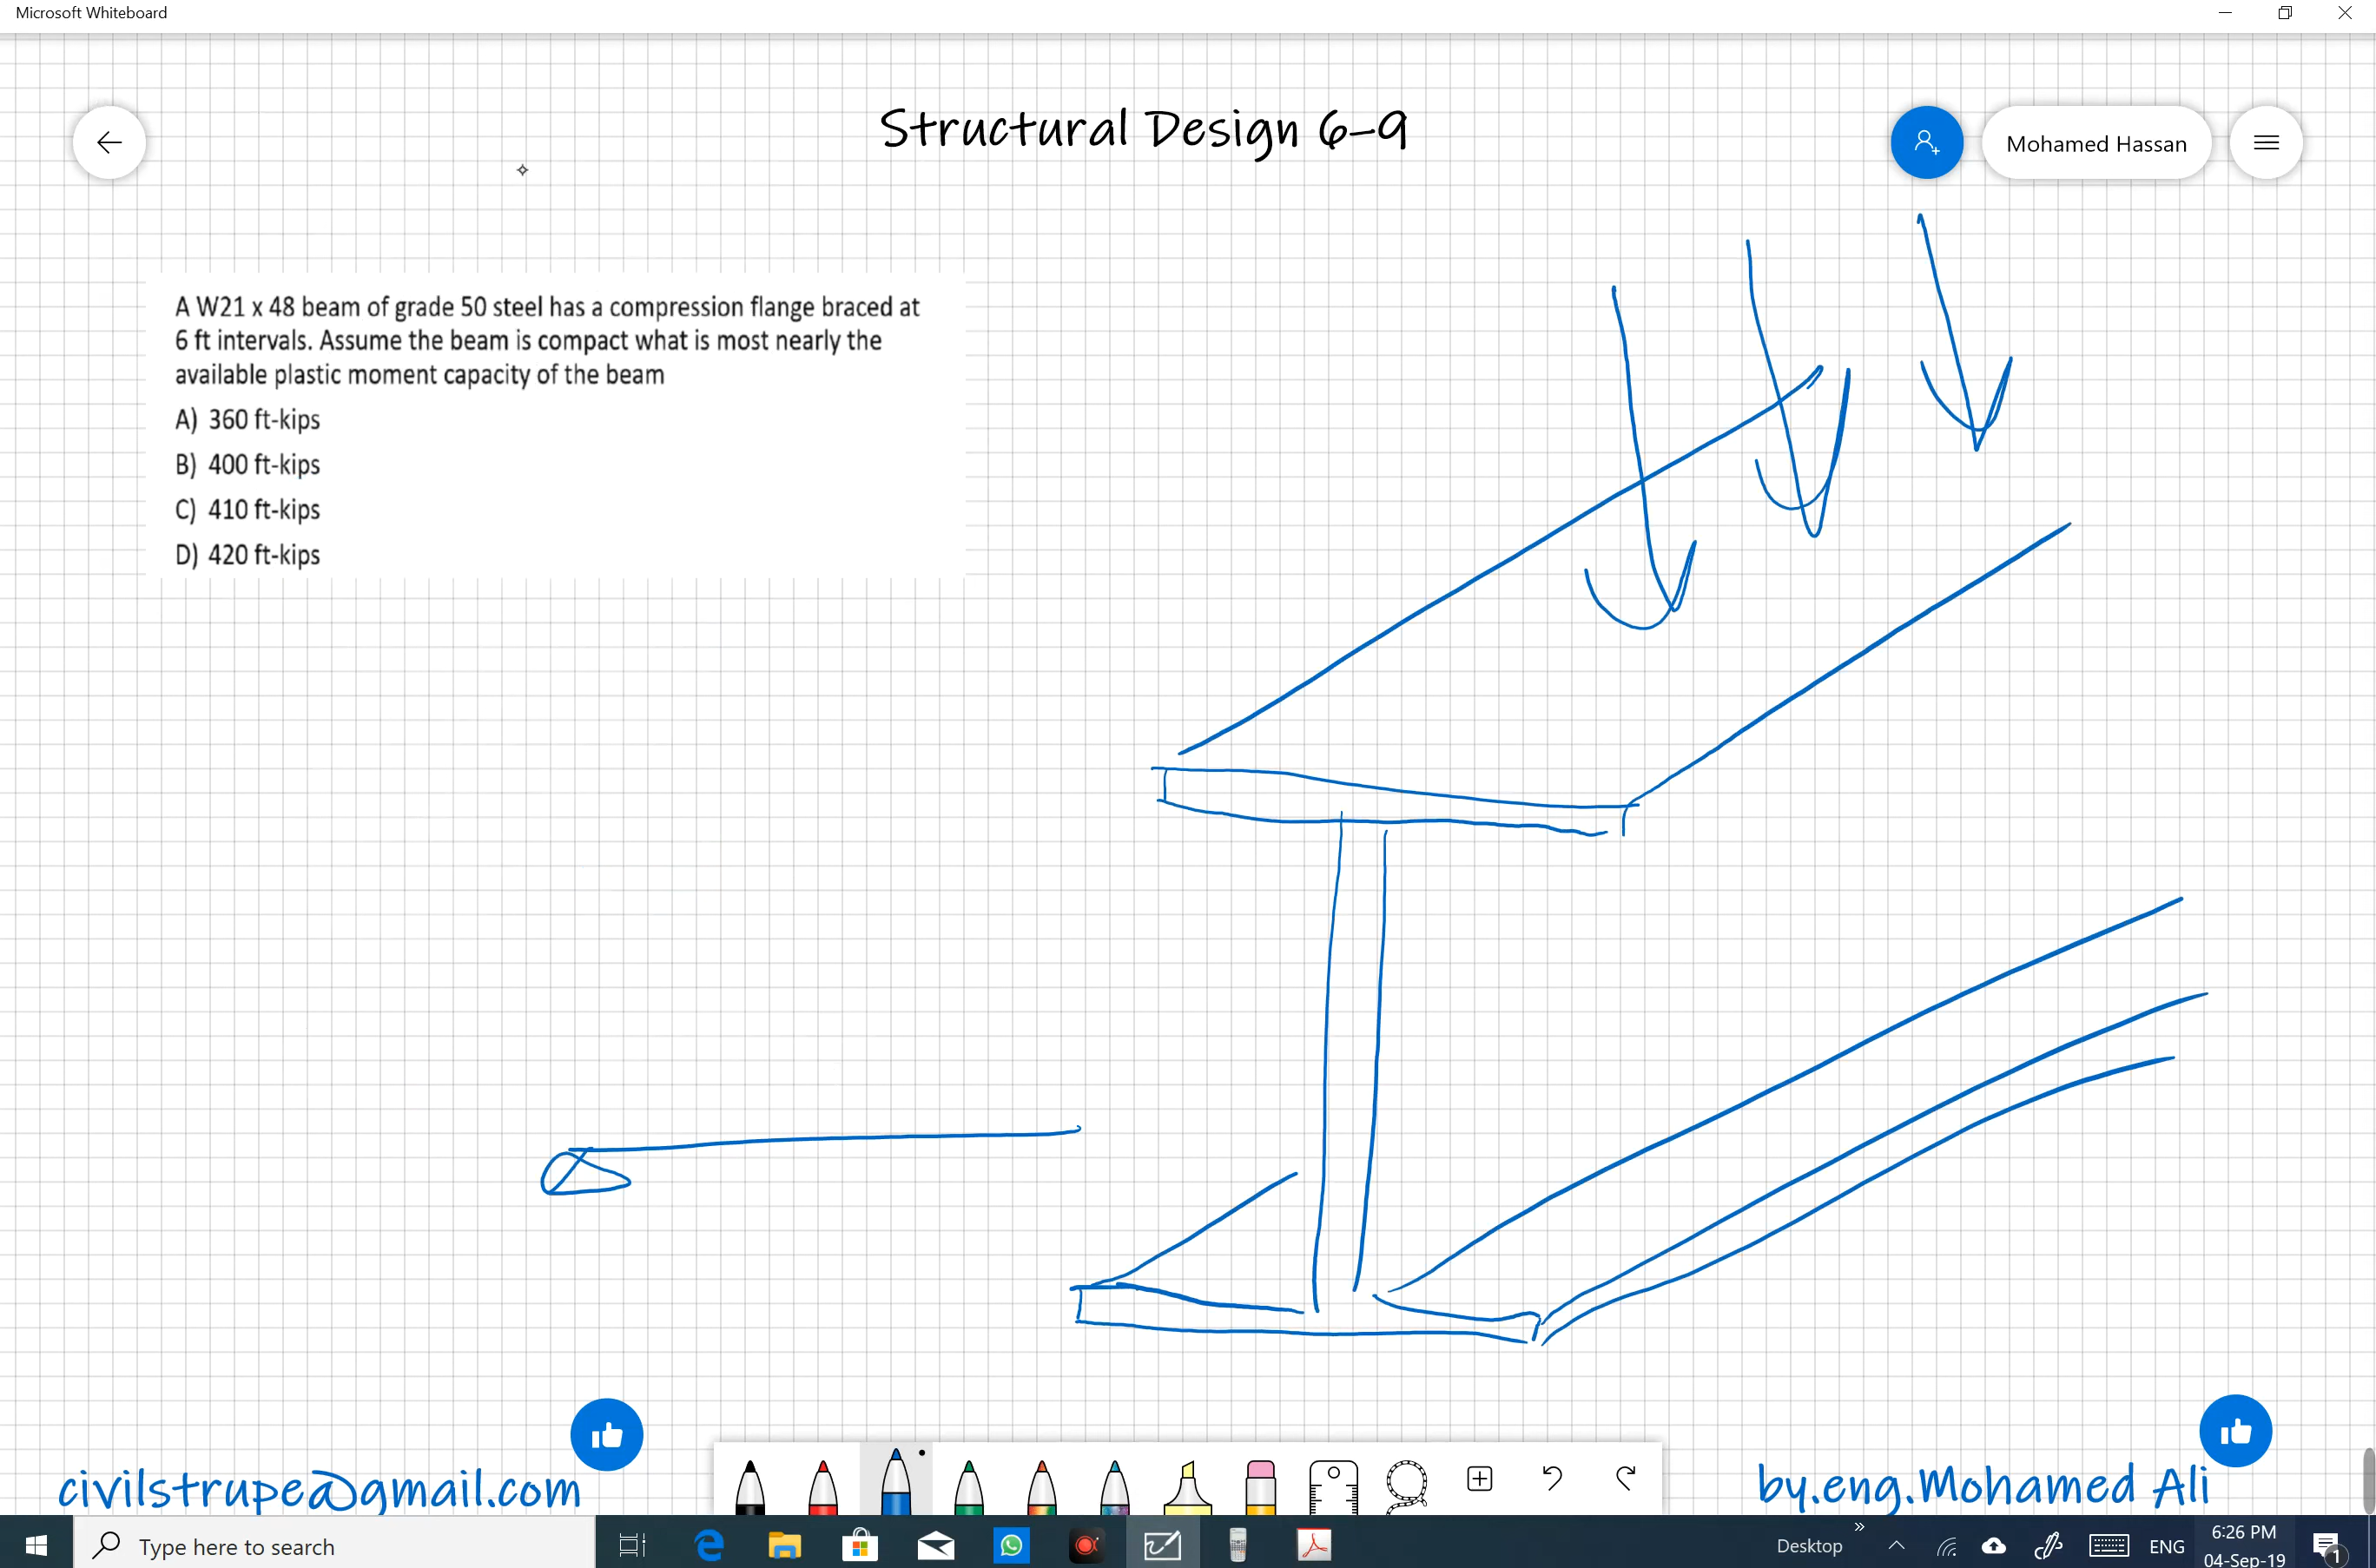 Microsoft Whiteboard
Structural Design 6-9
Mohamed Hassan
A W21 x 48 beam of grade 50 steel has a compression flange braced at
6 ft intervals. Assume the beam is compact what is most nearly the
available plastic moment capacity of the beam
A) 360 ft-kips
B) 400 ft-kips
C) 410 ft-kips
D) 420 ft-kips
civilstrupe@gmail.com
by.eng.Mohamed Ali
Type here to search
Desktop
ENG
6:26 PM
04-Sep-19
1